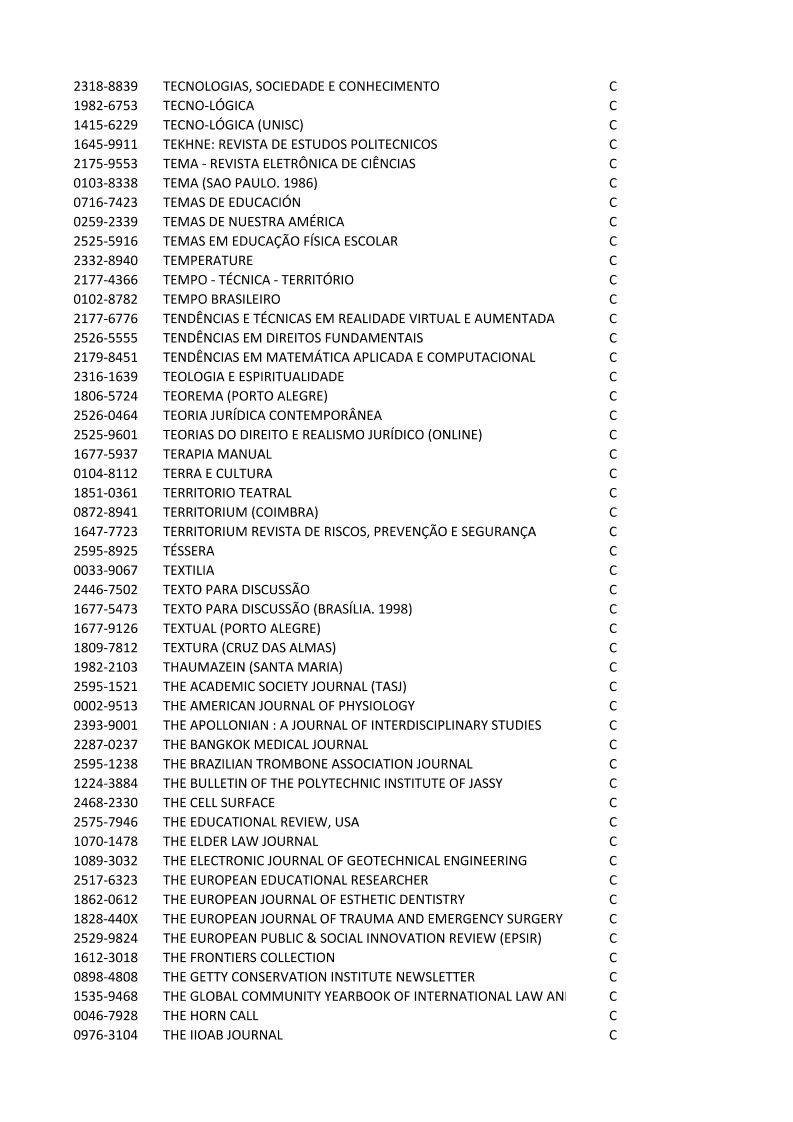 2318-8839 TECNOLOGIAS, SOCIEDADE E CONHECIMENTO C
1982-6753 TECNO-LÓGICA C
1415-6229 TECNO-LÓGICA (UNISC) C
1645-9911 TEKHNE: REVISTA DE ESTUDOS POLITECNICOS C
2175-9553 TEMA - REVISTA ELETRÔNICA DE CIÊNCIAS C
0103-8338 TEMA (SAO PAULO. 1986) C
0716-7423 TEMAS DE EDUCACIÓN C
0259-2339 TEMAS DE NUESTRA AMÉRICA C
2525-5916 TEMAS EM EDUCAÇÃO FÍSICA ESCOLAR C
2332-8940 TEMPERATURE C
2177-4366 TEMPO - TÉCNICA - TERRITÓRIO C
0102-8782 TEMPO BRASILEIRO C
2177-6776 TENDÊNCIAS E TÉCNICAS EM REALIDADE VIRTUAL E AUMENTADA C
2526-5555 TENDÊNCIAS EM DIREITOS FUNDAMENTAIS C
2179-8451 TENDÊNCIAS EM MATEMÁTICA APLICADA E COMPUTACIONAL C
2316-1639 TEOLOGIA E ESPIRITUALIDADE C
1806-5724 TEOREMA (PORTO ALEGRE) C
2526-0464 TEORIA JURÍDICA CONTEMPORÂNEA C
2525-9601 TEORIAS DO DIREITO E REALISMO JURÍDICO (ONLINE) C
1677-5937 TERAPIA MANUAL C
0104-8112 TERRA E CULTURA C
1851-0361 TERRITORIO TEATRAL C
0872-8941 TERRITORIUM (COIMBRA) C
1647-7723 TERRITORIUM REVISTA DE RISCOS, PREVENÇÃO E SEGURANÇA C
2595-8925 TÉSSERA C
0033-9067 TEXTILIA C
2446-7502 TEXTO PARA DISCUSSÃO C
1677-5473 TEXTO PARA DISCUSSÃO (BRASÍLIA. 1998) C
1677-9126 TEXTUAL (PORTO ALEGRE) C
1809-7812 TEXTURA (CRUZ DAS ALMAS) C
1982-2103 THAUMAZEIN (SANTA MARIA) C
2595-1521 THE ACADEMIC SOCIETY JOURNAL (TASJ) C
0002-9513 THE AMERICAN JOURNAL OF PHYSIOLOGY C
2393-9001 THE APOLLONIAN : A JOURNAL OF INTERDISCIPLINARY STUDIES C
2287-0237 THE BANGKOK MEDICAL JOURNAL C
2595-1238 THE BRAZILIAN TROMBONE ASSOCIATION JOURNAL C
1224-3884 THE BULLETIN OF THE POLYTECHNIC INSTITUTE OF JASSY C
2468-2330 THE CELL SURFACE C
2575-7946 THE EDUCATIONAL REVIEW, USA C
1070-1478 THE ELDER LAW JOURNAL C
1089-3032 THE ELECTRONIC JOURNAL OF GEOTECHNICAL ENGINEERING C
2517-6323 THE EUROPEAN EDUCATIONAL RESEARCHER C
1862-0612 THE EUROPEAN JOURNAL OF ESTHETIC DENTISTRY C
1828-440X THE EUROPEAN JOURNAL OF TRAUMA AND EMERGENCY SURGERY C
2529-9824 THE EUROPEAN PUBLIC & SOCIAL INNOVATION REVIEW (EPSIR) C
1612-3018 THE FRONTIERS COLLECTION C
0898-4808 THE GETTY CONSERVATION INSTITUTE NEWSLETTER C
1535-9468 THE GLOBAL COMMUNITY YEARBOOK OF INTERNATIONAL LAW C
0046-7928 THE HORN CALL C
0976-3104 THE IIOAB JOURNAL C